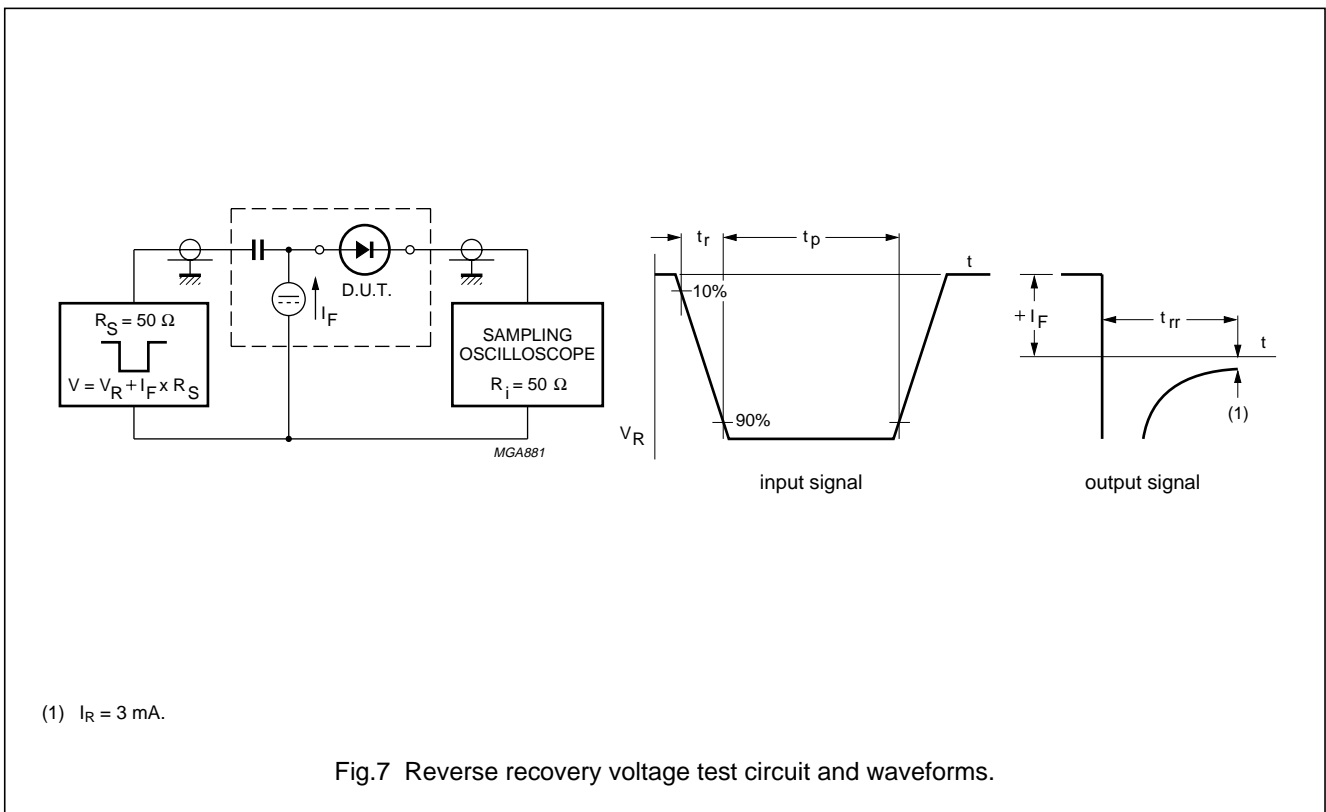 R_S = 50 Ω
V = V_R + I_F x R_S
I_F
D.U.T.
SAMPLING
OSCILLOSCOPE
R_i = 50 Ω
MGA881
t_r
t_p
t
10%
90%
V_R
input signal
+ I_F
t_rr
t
(1)
output signal
(1) I_R = 3 mA.
Fig.7 Reverse recovery voltage test circuit and waveforms.